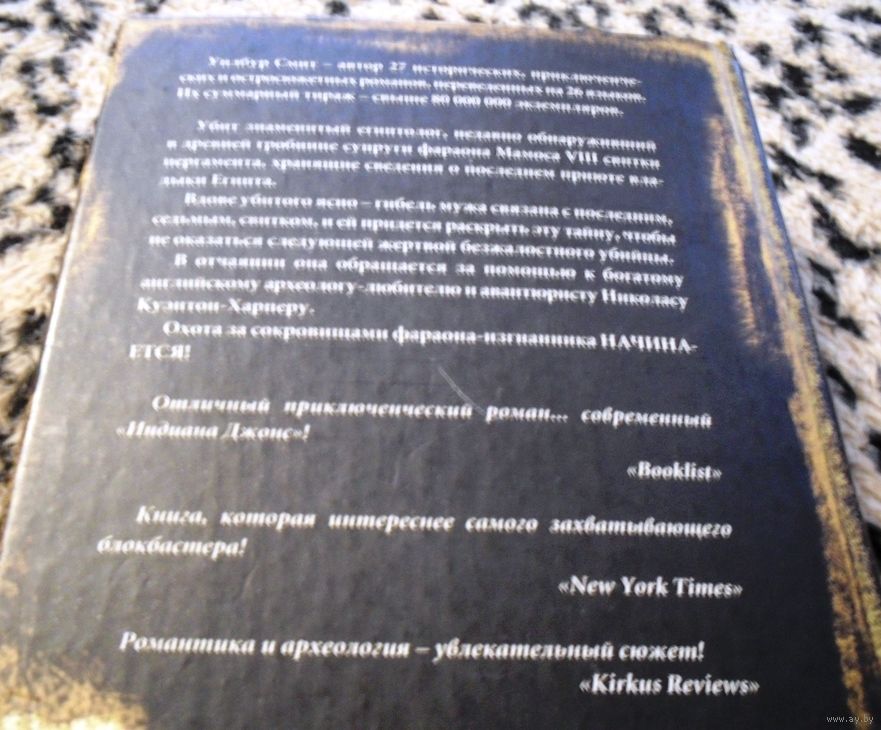 Уилбур Смит – автор 27 исторических, приключенче-
ских и остросюжетных романов, переведенных на 26 языков.
Их суммарный тираж – свыше 80 000 000 экземпляров.
Убит знаменитый египтолог, недавно обнаруживший
в древней гробнице супруги фараона Мамоса VIII свитки
пергамента, хранящие сведения о последнем приюте вла-
дыки Египта.
Вдове убитого ясно – гибель мужа связана с последним,
седьмым, свитком, и ей придется раскрыть эту тайну, чтобы
не оказаться следующей жертвой безжалостного убийцы.
В отчаянии она обращается за помощью к богатому
английскому археологу-любителю и авантюристу Николасу
Куэнтон-Харперу.
Охота за сокровищами фараона-изгнанника НАЧИНА-
ЕТСЯ!
Отличный приключенческий роман... современный
«Индиана Джонс»!
«Booklist»
Книга, которая интереснее самого захватывающего
блокбастера!
«New York Times»
Романтика и археология – увлекательный сюжет!
«Kirkus Reviews»
www.ay.by